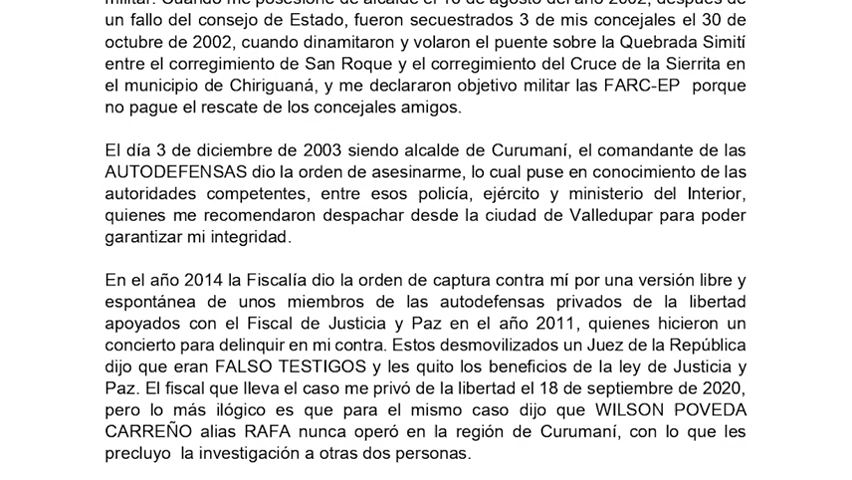 militar. Cuando me posesione de alcalde el 16 de agosto del año 2002, después de
un fallo del consejo de Estado, fueron secuestrados 3 de mis concejales el 30 de
octubre de 2002, cuando dinamitaron y volaron el puente sobre la Quebrada Simití
entre el corregimiento de San Roque y el corregimiento del Cruce de la Sierrita en
el municipio de Chiriguaná, y me declararon objetivo militar las FARC-EP porque
no pague el rescate de los concejales amigos.
El día 3 de diciembre de 2003 siendo alcalde de Curumaní, el comandante de las
AUTODEFENSAS dio la orden de asesinarme, lo cual puse en conocimiento de las
autoridades competentes, entre esos policía, ejército y ministerio del Interior,
quienes me recomendaron despachar desde la ciudad de Valledupar para poder
garantizar mi integridad.
En el año 2014 la Fiscalía dio la orden de captura contra mí por una versión libre y
espontánea de unos miembros de las autodefensas privados de la libertad
apoyados con el Fiscal de Justicia y Paz en el año 2011, quienes hicieron un
concierto para delinquir en mi contra. Estos desmovilizados un Juez de la República
dijo que eran FALSO TESTIGOS y les quito los beneficios de la ley de Justicia y
Paz. El fiscal que lleva el caso me privó de la libertad el 18 de septiembre de 2020,
pero lo más ilógico es que para el mismo caso dijo que WILSON POVEDA
CARREÑO alias RAFA nunca operó en la región de Curumaní, con lo que les
precluyo la investigación a otras dos personas.